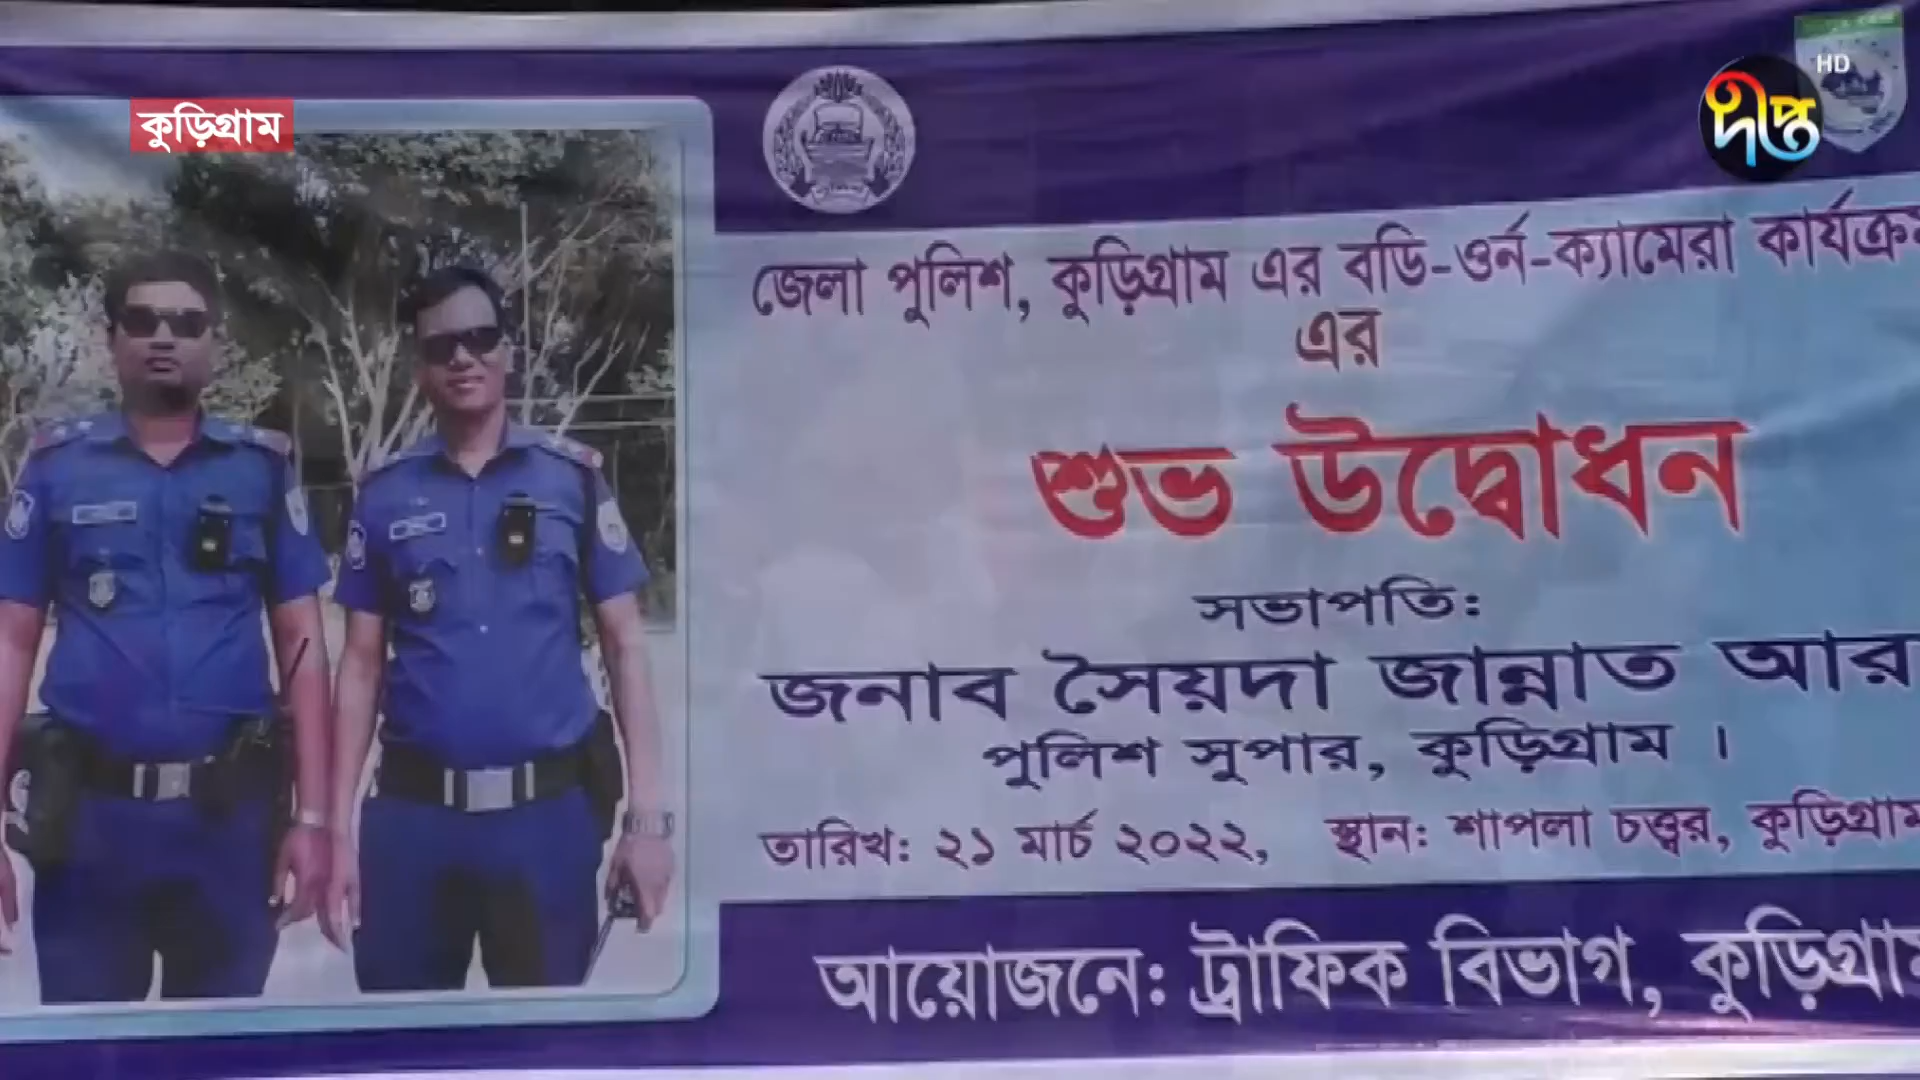 কুড়িগ্রাম
HD
দীপ্ত
জেলা পুলিশ, কুড়িগ্রাম এর বডি-ওর্ন-ক্যামেরা কার্যক্রম
এর
শুভ উদ্বোধন
সভাপতি:
জনাব সৈয়দা জান্নাত আরা
পুলিশ সুপার, কুড়িগ্রাম ।
তারিখ: ২১ মার্চ ২০২২, স্থান: শাপলা চত্ত্বর, কুড়িগ্রাম
আয়োজনে: ট্রাফিক বিভাগ, কুড়িগ্রাম